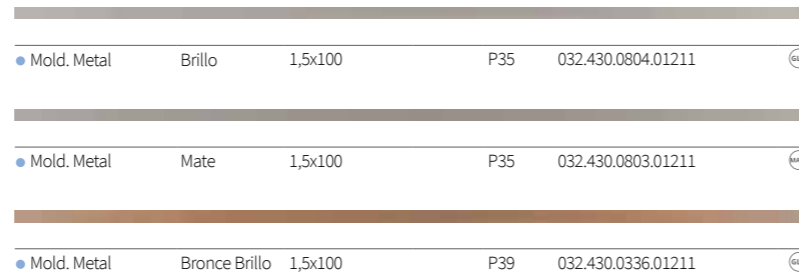 Mold. Metal Brillo 1,5x100 P35 032.430.0804.01211
Mold. Metal Mate 1,5x100 P35 032.430.0803.01211
Mold. Metal Bronce Brillo 1,5x100 P39 032.430.0336.01211